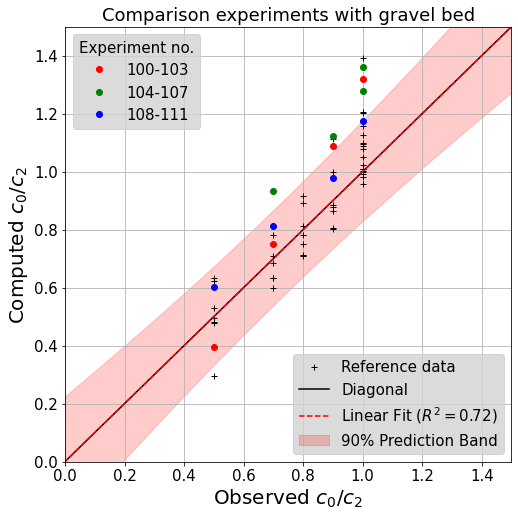 Comparison experiments with gravel bed
Experiment no.
100-103
104-107
108-111
Computed c₀/c₂
1.4
1.2
1.0
0.8
0.6
0.4
0.2
0.0
Reference data
Diagonal
Linear Fit (R² = 0.72)
90% Prediction Band
0.0 0.2 0.4 0.6 0.8 1.0 1.2 1.4
Observed c₀/c₂